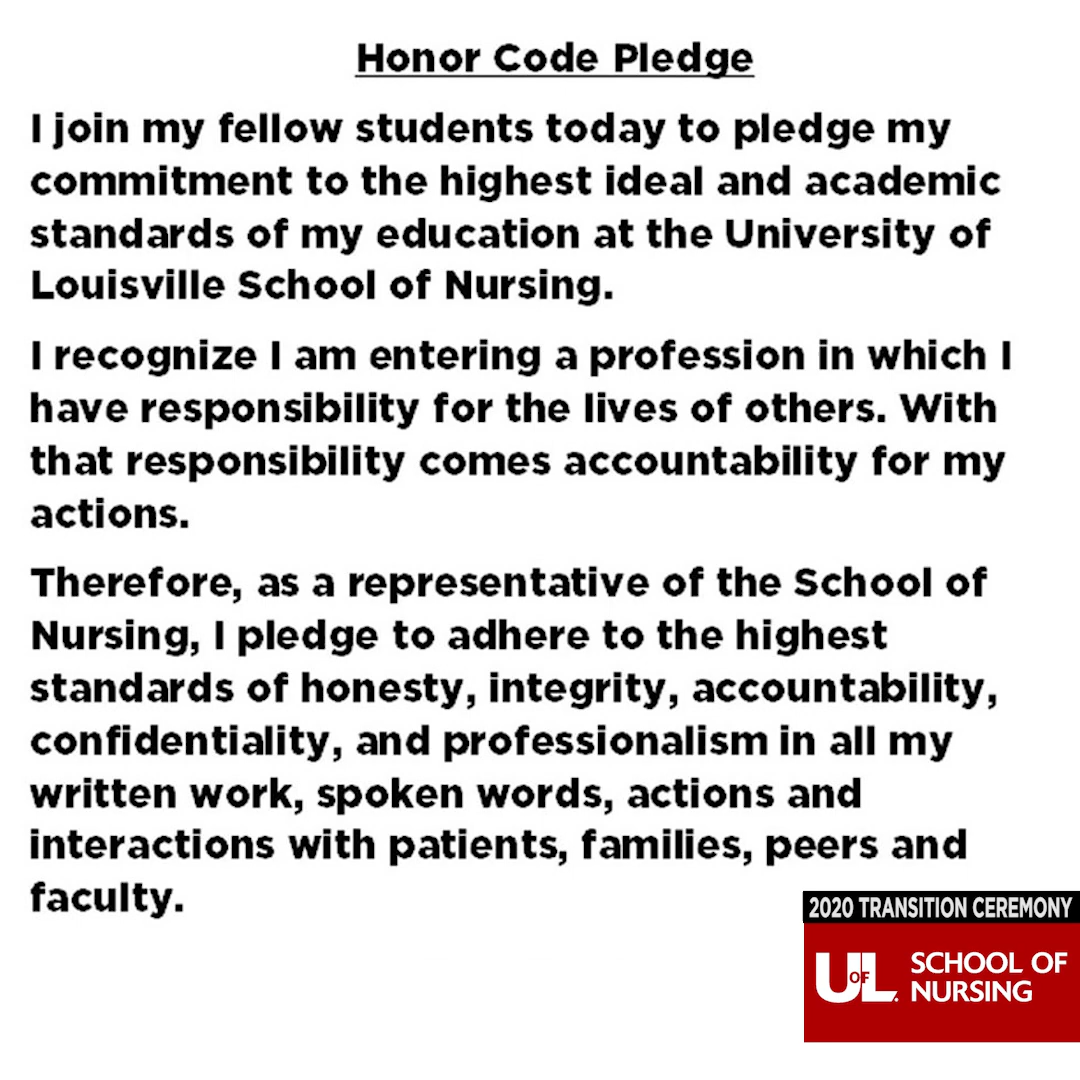 Honor Code Pledge
I join my fellow students today to pledge my
commitment to the highest ideal and academic
standards of my education at the University of
Louisville School of Nursing.
I recognize I am entering a profession in which I
have responsibility for the lives of others. With
that responsibility comes accountability for my
actions.
Therefore, as a representative of the School of
Nursing, I pledge to adhere to the highest
standards of honesty, integrity, accountability,
confidentiality, and professionalism in all my
written work, spoken words, actions and
interactions with patients, families, peers and
faculty.
2020 TRANSITION CEREMONY
UOFL. SCHOOL OF
NURSING